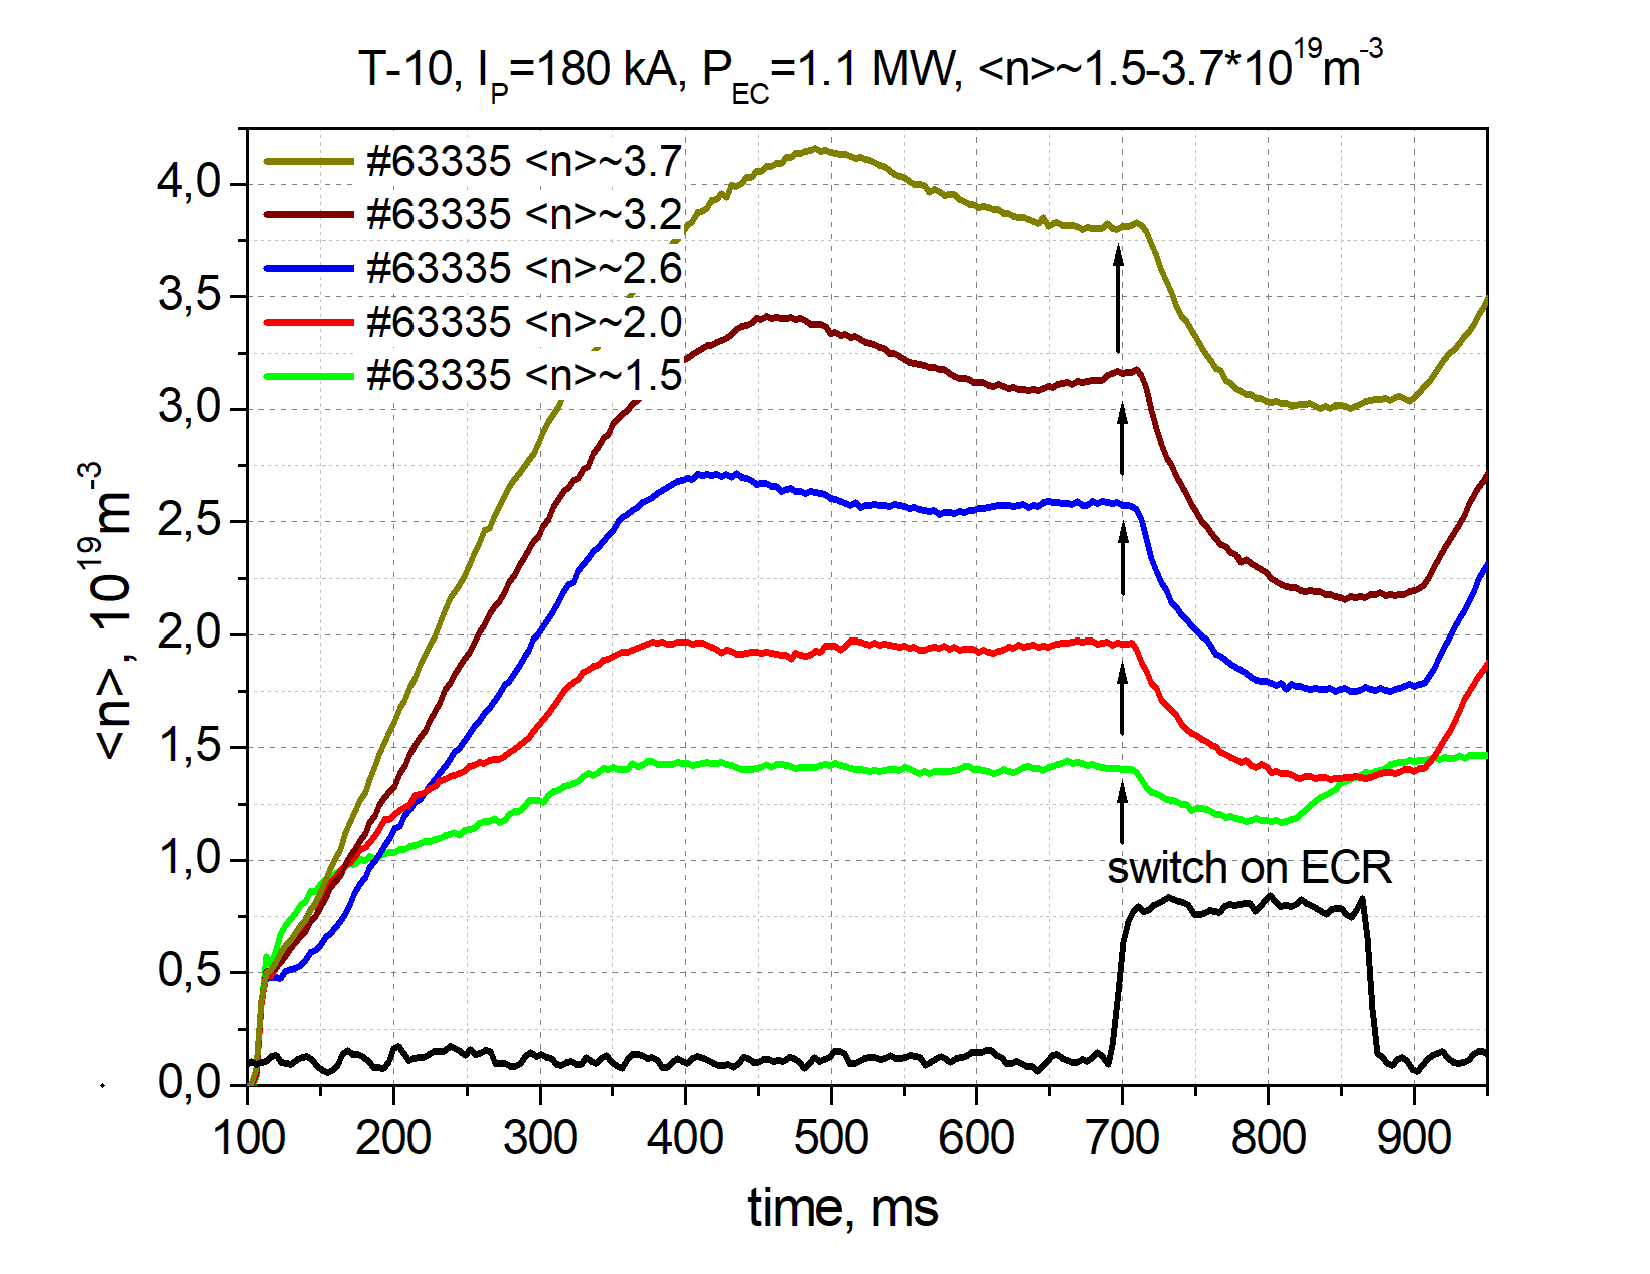 T-10, I_P=180 kA, P_EC=1.1 MW, <n>~1.5-3.7*10^19m^-3
#63335 <n>~3.7
#63335 <n>~3.2
#63335 <n>~2.6
#63335 <n>~2.0
#63335 <n>~1.5
4,0
3,5
3,0
2,5
2,0
1,5
1,0
0,5
0,0
<n>, 10^19m^-3
switch on ECR
100 200 300 400 500 600 700 800 900
time, ms